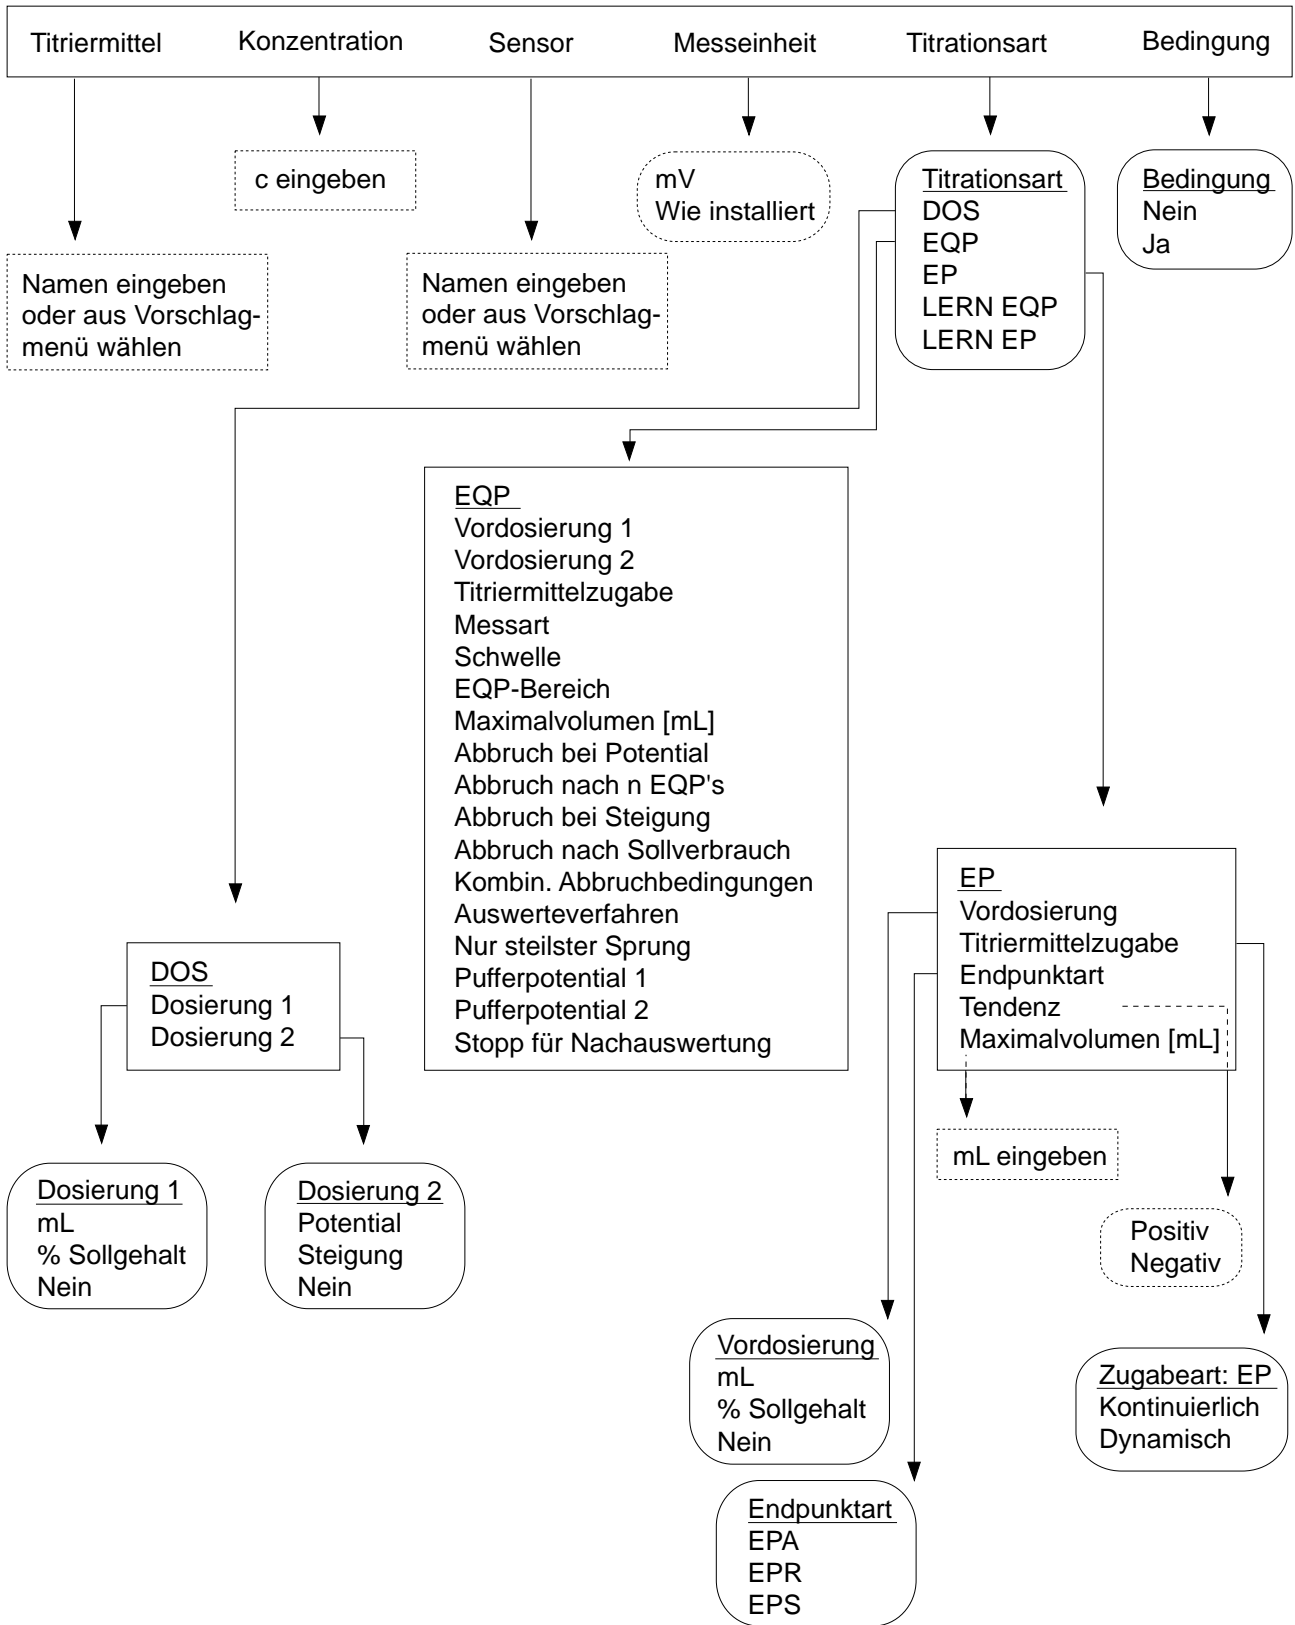 Titriermittel Konzentration Sensor Messeinheit Titrationsart Bedingung
c eingeben
Namen eingeben
oder aus Vorschlag-
menü wählen
Namen eingeben
oder aus Vorschlag-
menü wählen
mV
Wie installiert
Titrationsart
DOS
EQP
EP
LERN EQP
LERN EP
Bedingung
Nein
Ja
EQP
Vordosierung 1
Vordosierung 2
Titriermittelzugabe
Messart
Schwelle
EQP-Bereich
Maximalvolumen [mL]
Abbruch bei Potential
Abbruch nach n EQP's
Abbruch bei Steigung
Abbruch nach Sollverbrauch
Kombin. Abbruchbedingungen
Auswerteverfahren
Nur steilster Sprung
Pufferpotential 1
Pufferpotential 2
Stopp für Nachauswertung
EP
Vordosierung
Titriermittelzugabe
Endpunktart
Tendenz
Maximalvolumen [mL]
DOS
Dosierung 1
Dosierung 2
mL eingeben
Dosierung 1
mL
% Sollgehalt
Nein
Dosierung 2
Potential
Steigung
Nein
Positiv
Negativ
Vordosierung
mL
% Sollgehalt
Nein
Zugabeart: EP
Kontinuierlich
Dynamisch
Endpunktart
EPA
EPR
EPS